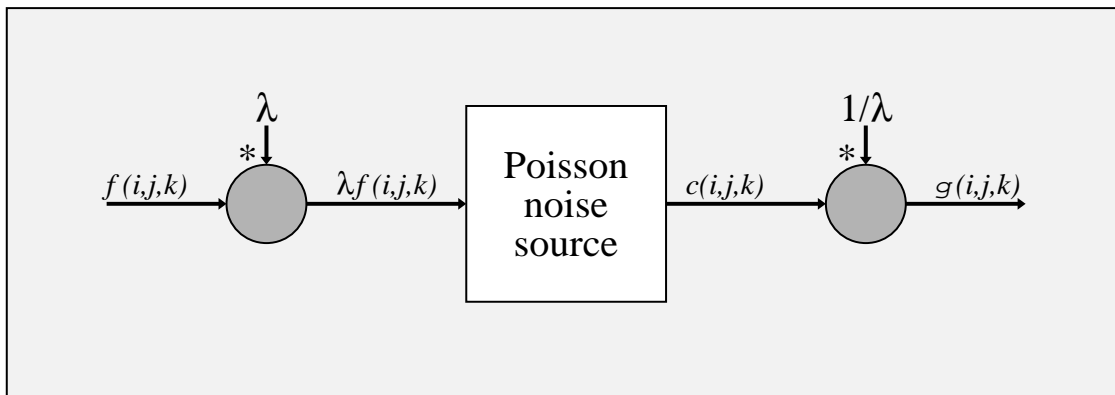 λ
1/λ
*
*
f(i,j,k)
λf(i,j,k)
Poisson
noise
source
c(i,j,k)
g(i,j,k)